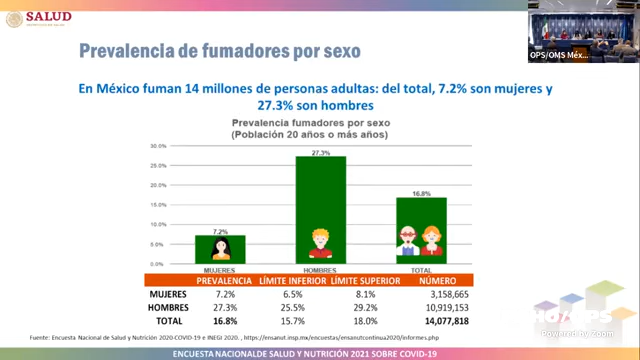 SALUD
Prevalencia de fumadores por sexo
OPS/OMS Méx...
En México fuman 14 millones de personas adultas: del total, 7.2% son mujeres y
27.3% son hombres
Prevalencia fumadores por sexo
(Población 20 años o más años)
30.0%
25.0%
20.0%
15.0%
10.0%
5.0%
0.0%
7.2%
27.3%
16.8%
MUJERES HOMBRES TOTAL
PREVALENCIA LÍMITE INFERIOR LÍMITE SUPERIOR NÚMERO
MUJERES 7.2% 6.5% 8.1% 3,158,665
HOMBRES 27.3% 25.5% 29.2% 10,919,153
TOTAL 16.8% 15.7% 18.0% 14,077,818
Fuente: Encuesta Nacional de Salud y Nutrición 2020-COVID-19 e INEGI 2020. , https://ensanut.insp.mx/encuestas/ensanutcontinua2020/informes.php
Powered by Zoom
ENCUESTA NACIONALDE SALUD Y NUTRICIÓN 2021 SOBRE COVID-19